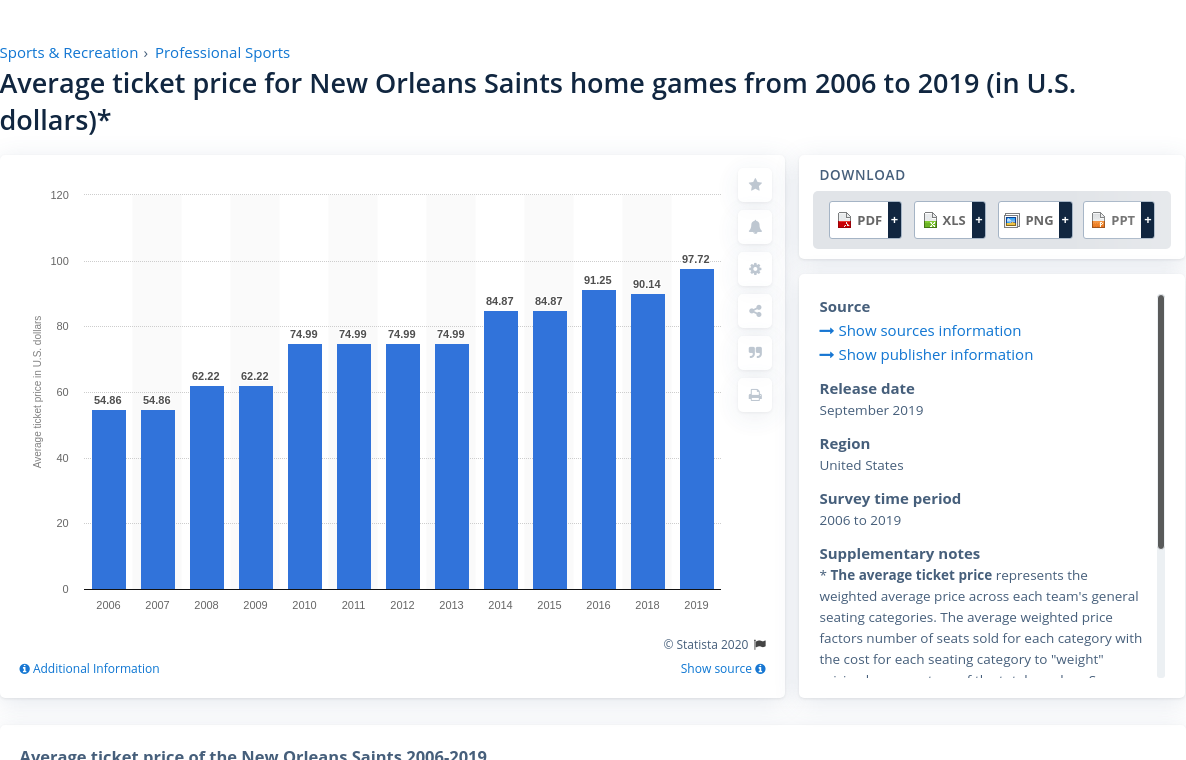 Sports & Recreation › Professional Sports
Average ticket price for New Orleans Saints home games from 2006 to 2019 (in U.S.
dollars)*
120
100
80
60
40
20
0
Average ticket price in U.S. dollars
54.86
54.86
62.22
62.22
74.99
74.99
74.99
74.99
84.87
84.87
91.25
90.14
97.72
2006 2007 2008 2009 2010 2011 2012 2013 2014 2015 2016 2018 2019
© Statista 2020
Additional Information
Show source
DOWNLOAD
PDF + XLS + PNG + PPT +
Source
Show sources information
Show publisher information
Release date
September 2019
Region
United States
Survey time period
2006 to 2019
Supplementary notes
* The average ticket price represents the
weighted average price across each team's general
seating categories. The average weighted price
factors number of seats sold for each category with
the cost for each seating category to "weight"
Average ticket price of the New Orleans Saints 2006-2019